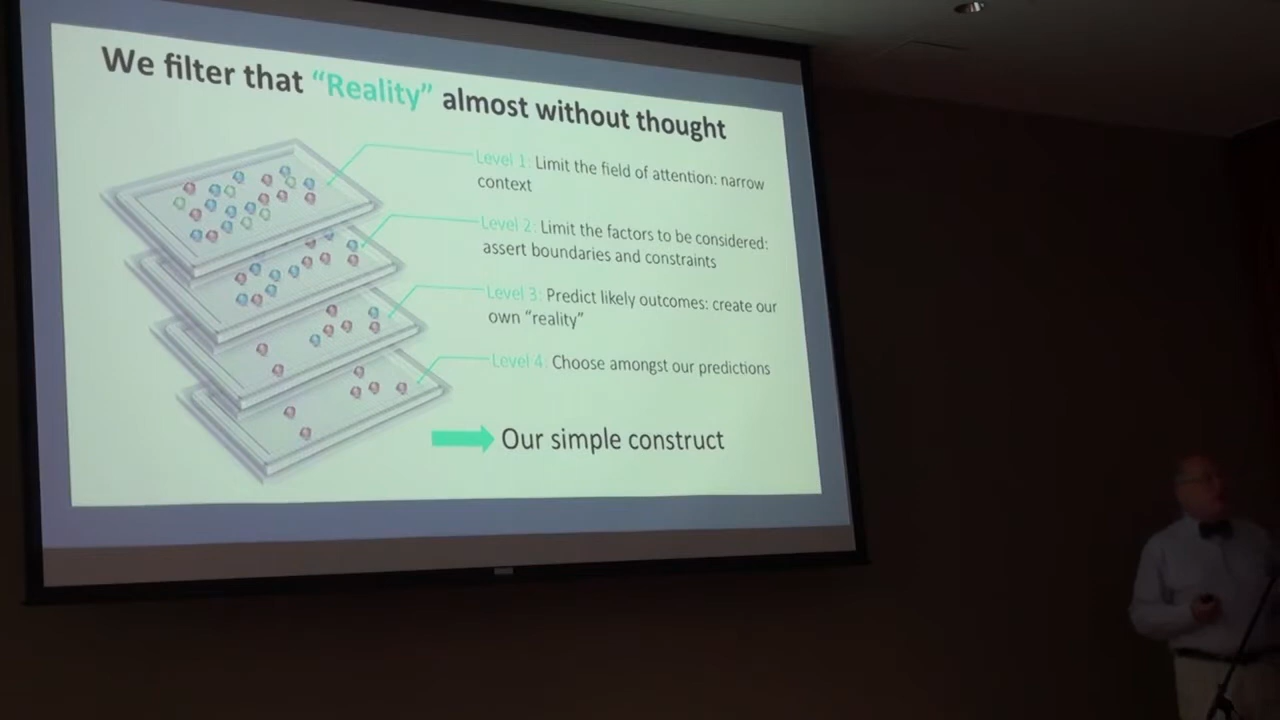 We filter that “Reality” almost without thought
Level 1: Limit the field of attention: narrow
context
Level 2: Limit the factors to be considered:
assert boundaries and constraints
Level 3: Predict likely outcomes: create our
own “reality”
Level 4: Choose amongst our predictions
Our simple construct